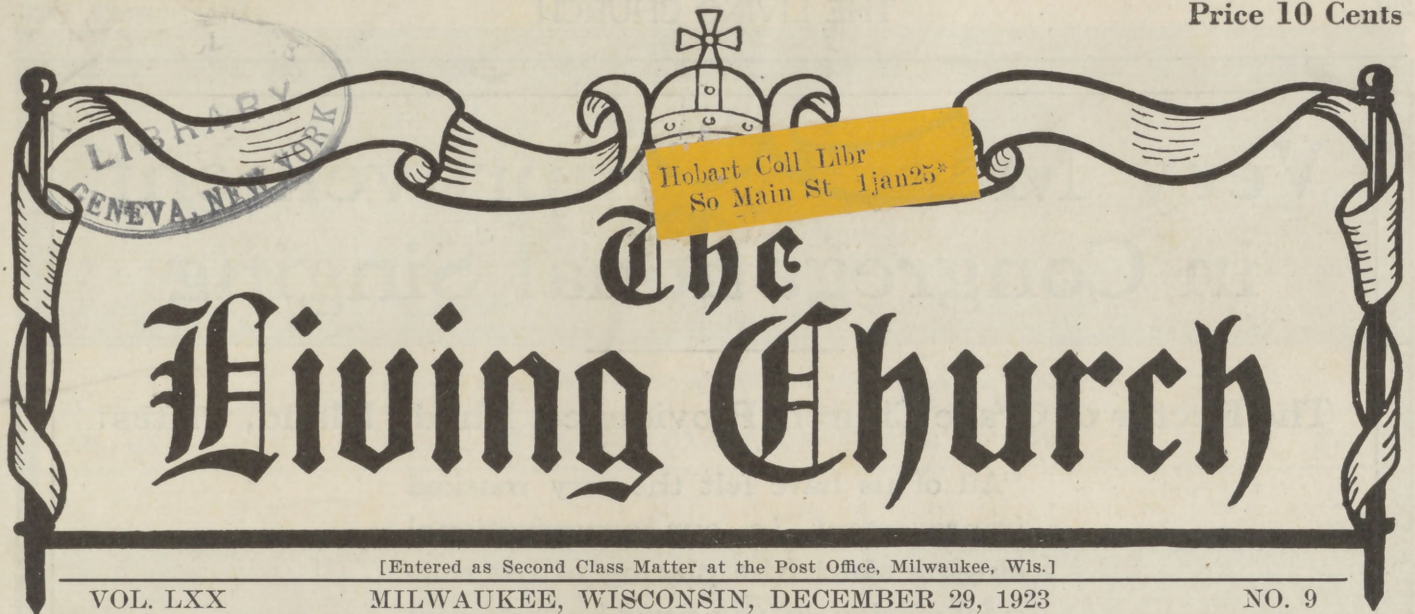 Price 10 Cents
LIBRARY
GENEVA, NEW YORK
Hobart Coll Libr
So Main St 1jan25*
The
Living Church
[Entered as Second Class Matter at the Post Office, Milwaukee, Wis.]
VOL. LXX MILWAUKEE, WISCONSIN, DECEMBER 29, 1923 NO. 9